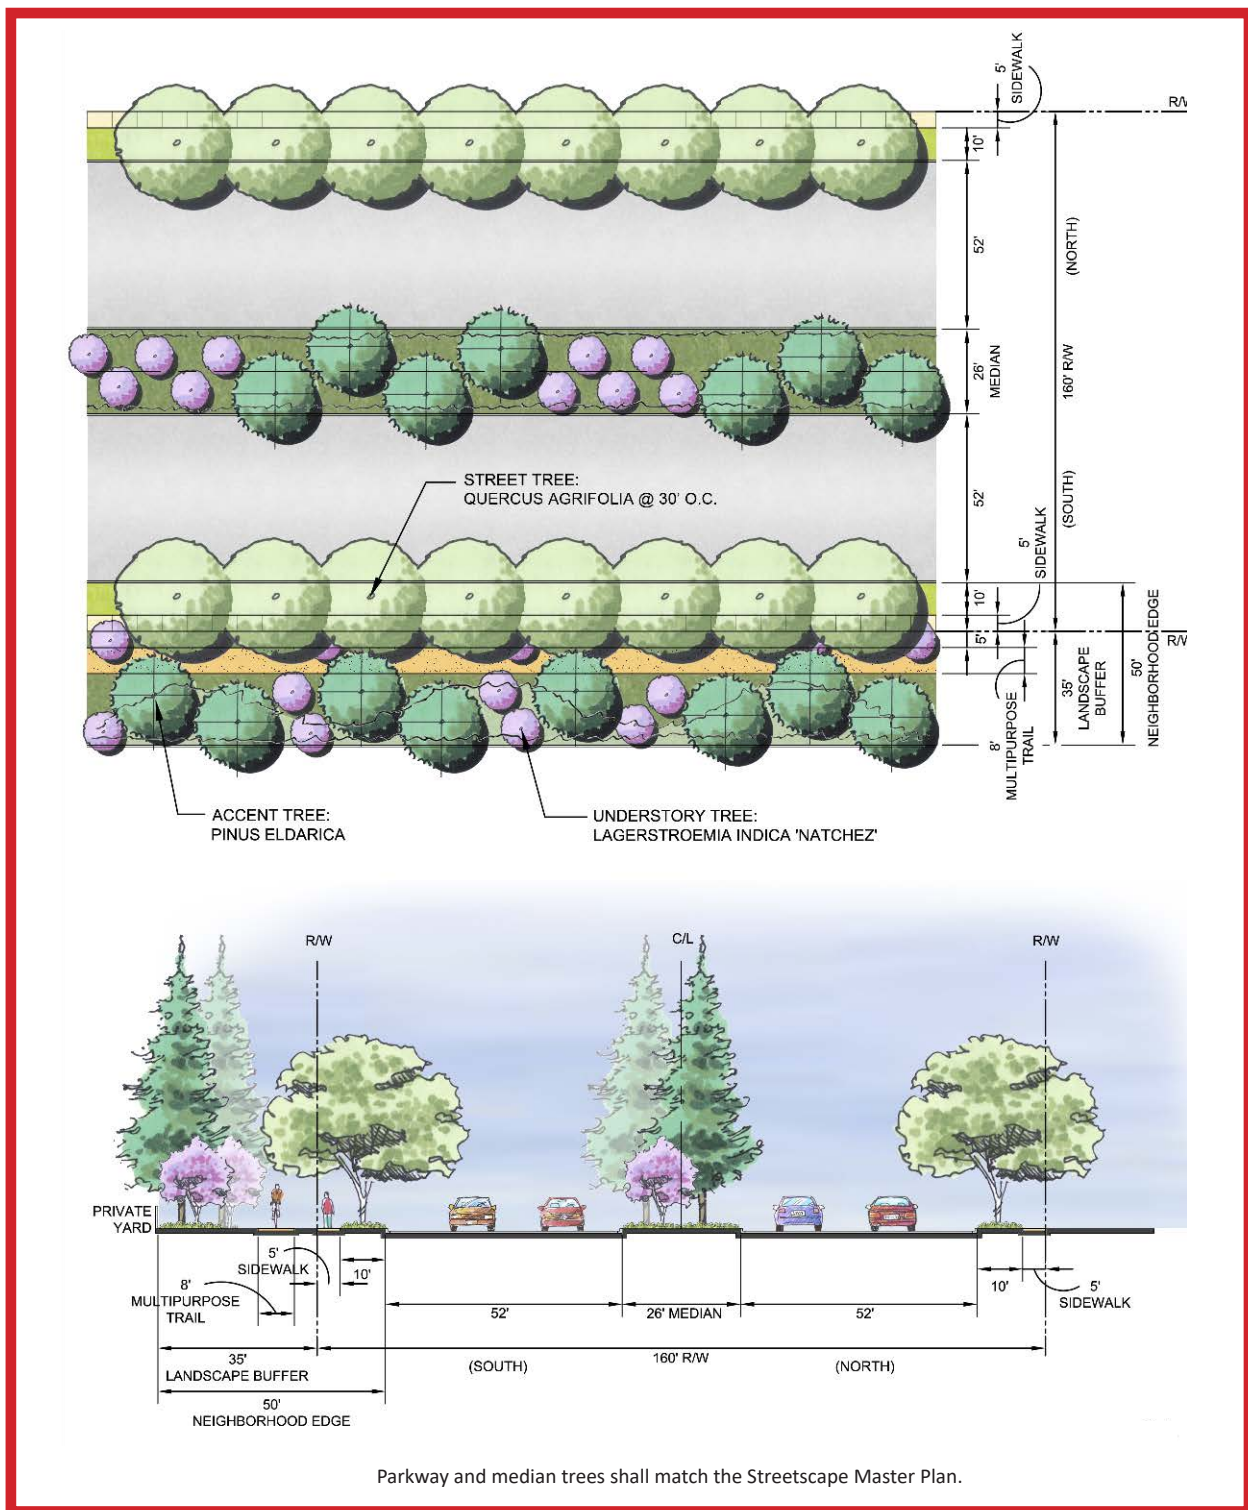 5'
SIDEWALK
R/W
10'
52'
(NORTH)
26'
MEDIAN
160' R/W
STREET TREE:
QUERCUS AGRIFOLIA @ 30' O.C.
52'
(SOUTH)
5'
SIDEWALK
10'
5'
R/W
8'
MULTIPURPOSE
TRAIL
35'
LANDSCAPE
BUFFER
50'
NEIGHBORHOOD EDGE
ACCENT TREE:
PINUS ELDARICA
UNDERSTORY TREE:
LAGERSTROEMIA INDICA 'NATCHEZ'
R/W
C/L
R/W
PRIVATE
YARD
5'
SIDEWALK
10'
8'
MULTIPURPOSE
TRAIL
52'
26' MEDIAN
52'
10'
5'
SIDEWALK
35'
LANDSCAPE BUFFER
(SOUTH)
160' R/W
(NORTH)
50'
NEIGHBORHOOD EDGE
Parkway and median trees shall match the Streetscape Master Plan.